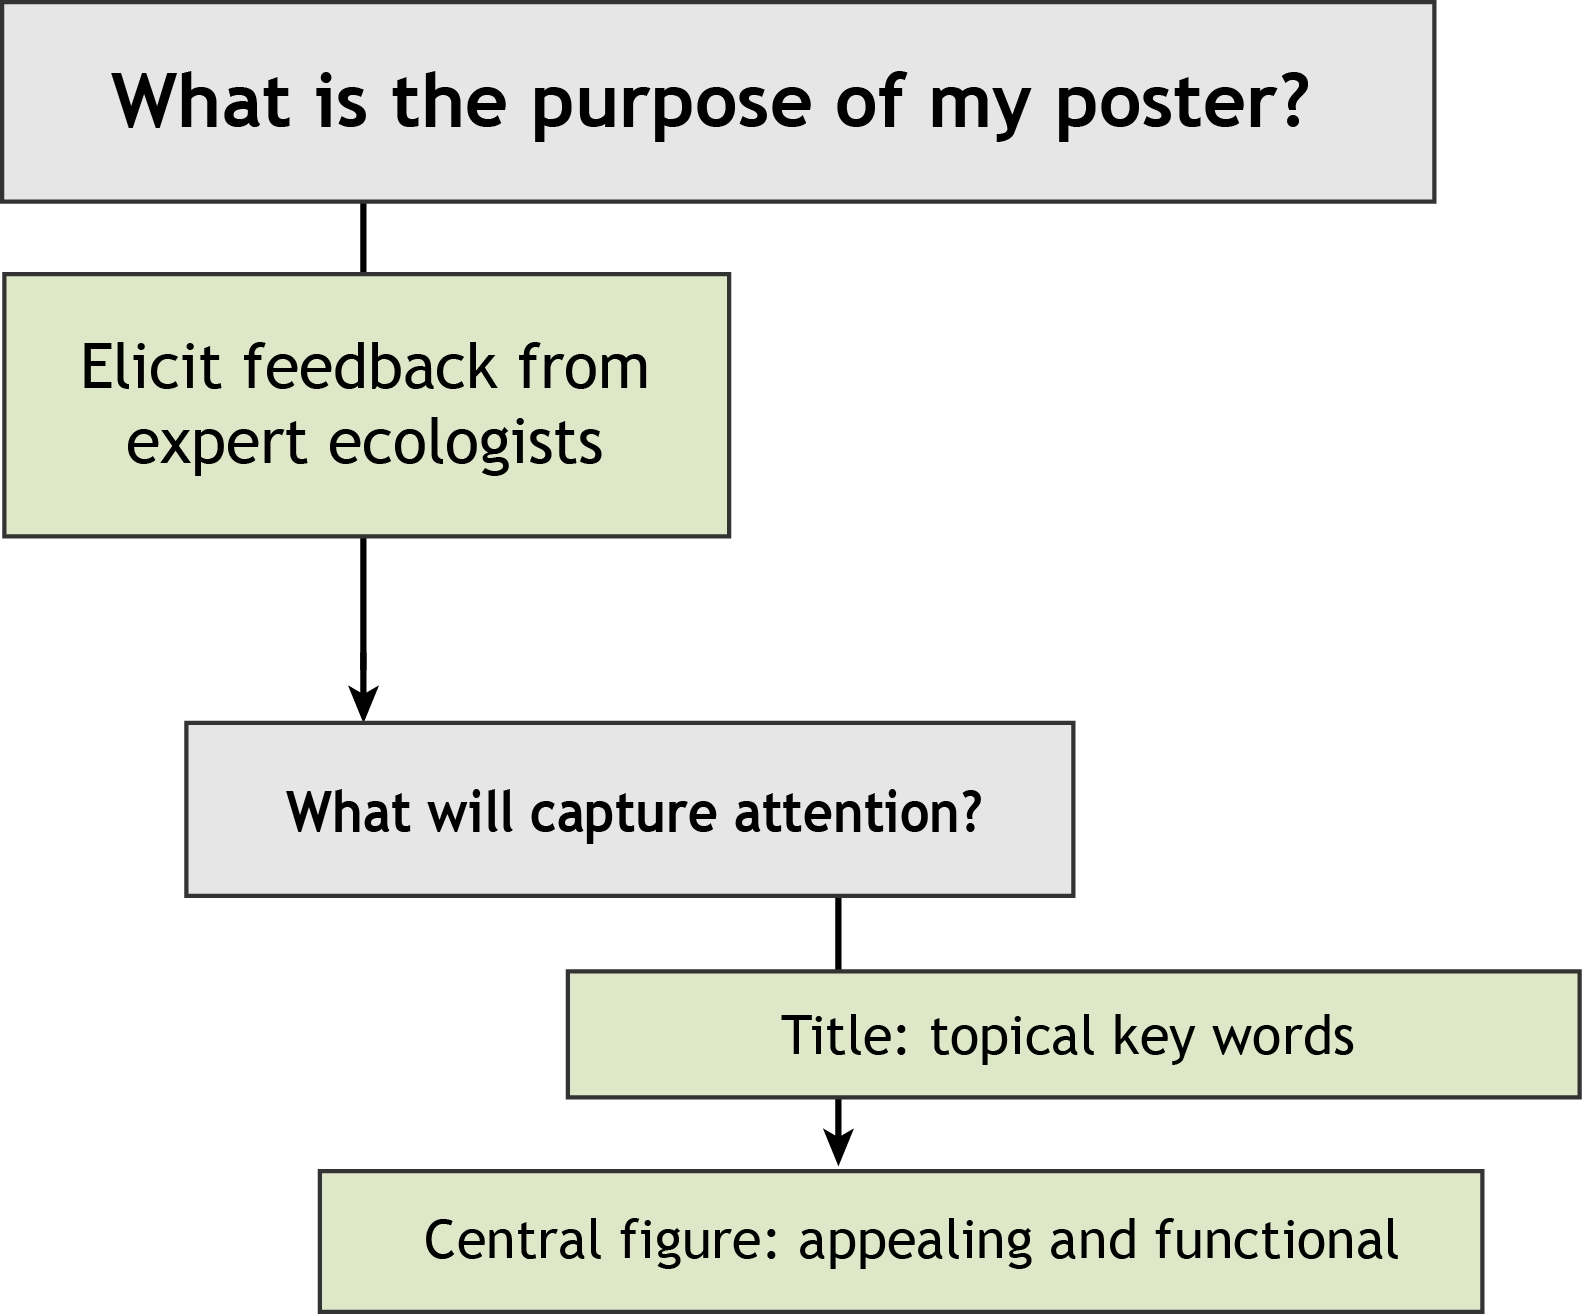 What is the purpose of my poster?
Elicit feedback from
expert ecologists
What will capture attention?
Title: topical key words
Central figure: appealing and functional